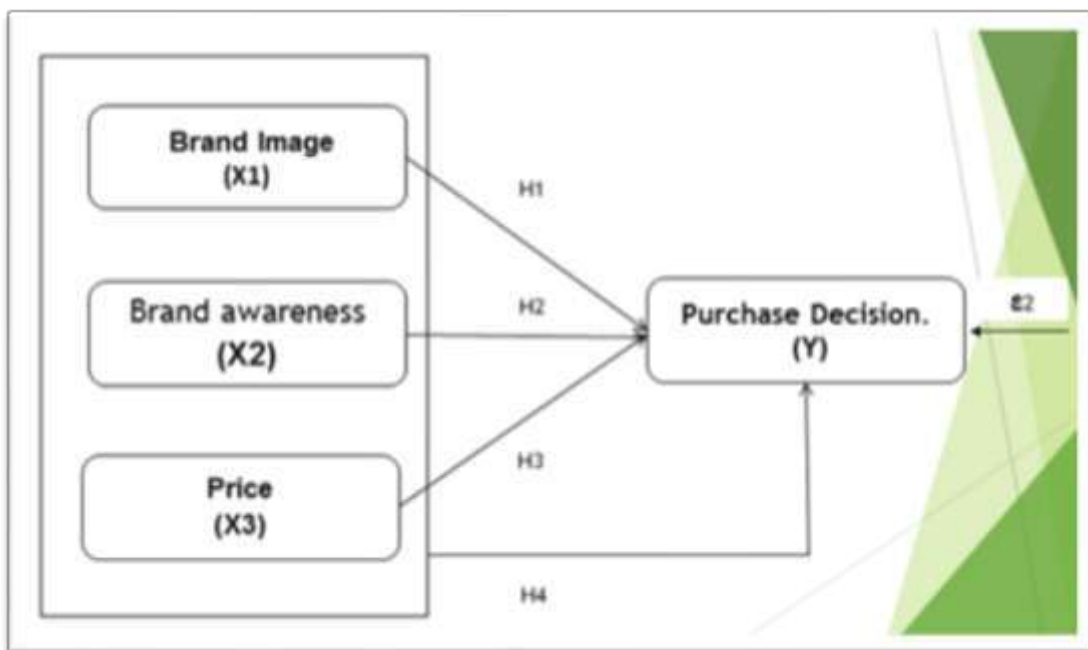 Brand Image
(X1)
H1
Brand awareness
(X2)
H2
Purchase Decision.
(Y)
ε2
Price
(X3)
H3
H4